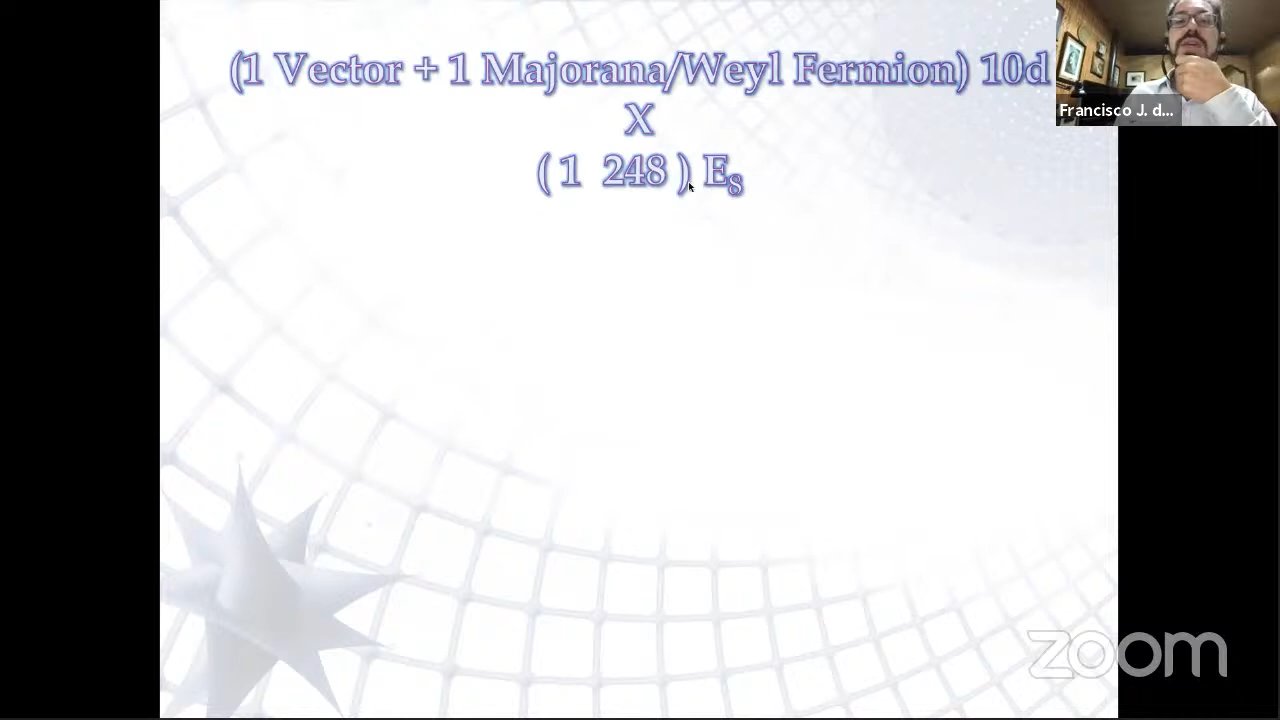 (1 Vector + 1 Majorana/Weyl Fermion) 10d
X
( 1 248 ) E₈
Francisco J. d...
zoom